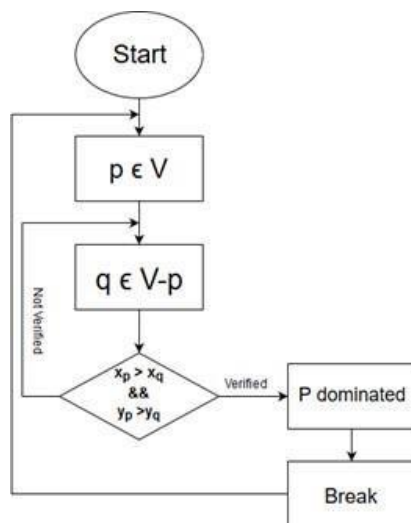 Start
p ϵ V
q ϵ V-p
Not Verified
xp > xq
&&
yp >yq
Verified
P dominated
Break